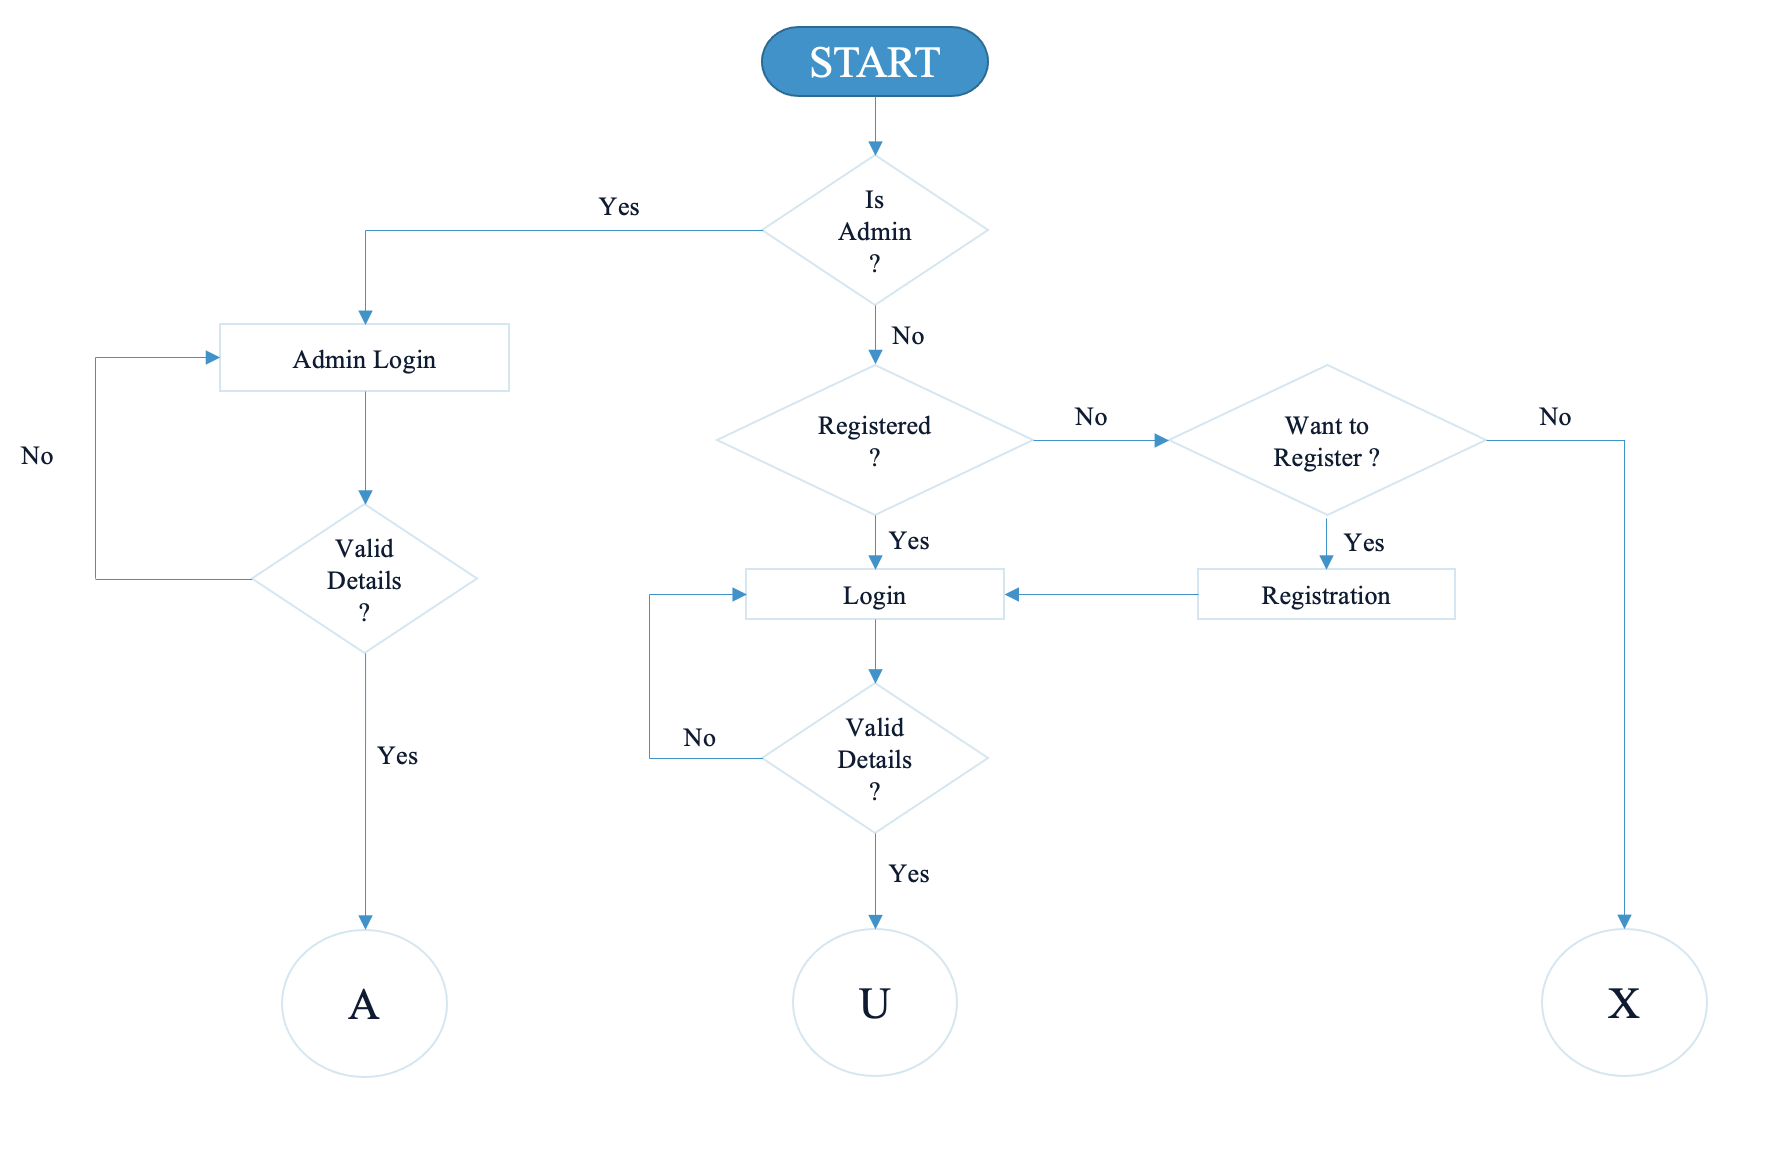 START
Is
Admin
?
Yes
No
Admin Login
No
Registered
?
No
Want to
Register ?
No
Yes
Yes
Valid
Details
?
Login
Registration
Yes
No
Valid
Details
?
Yes
A
U
X